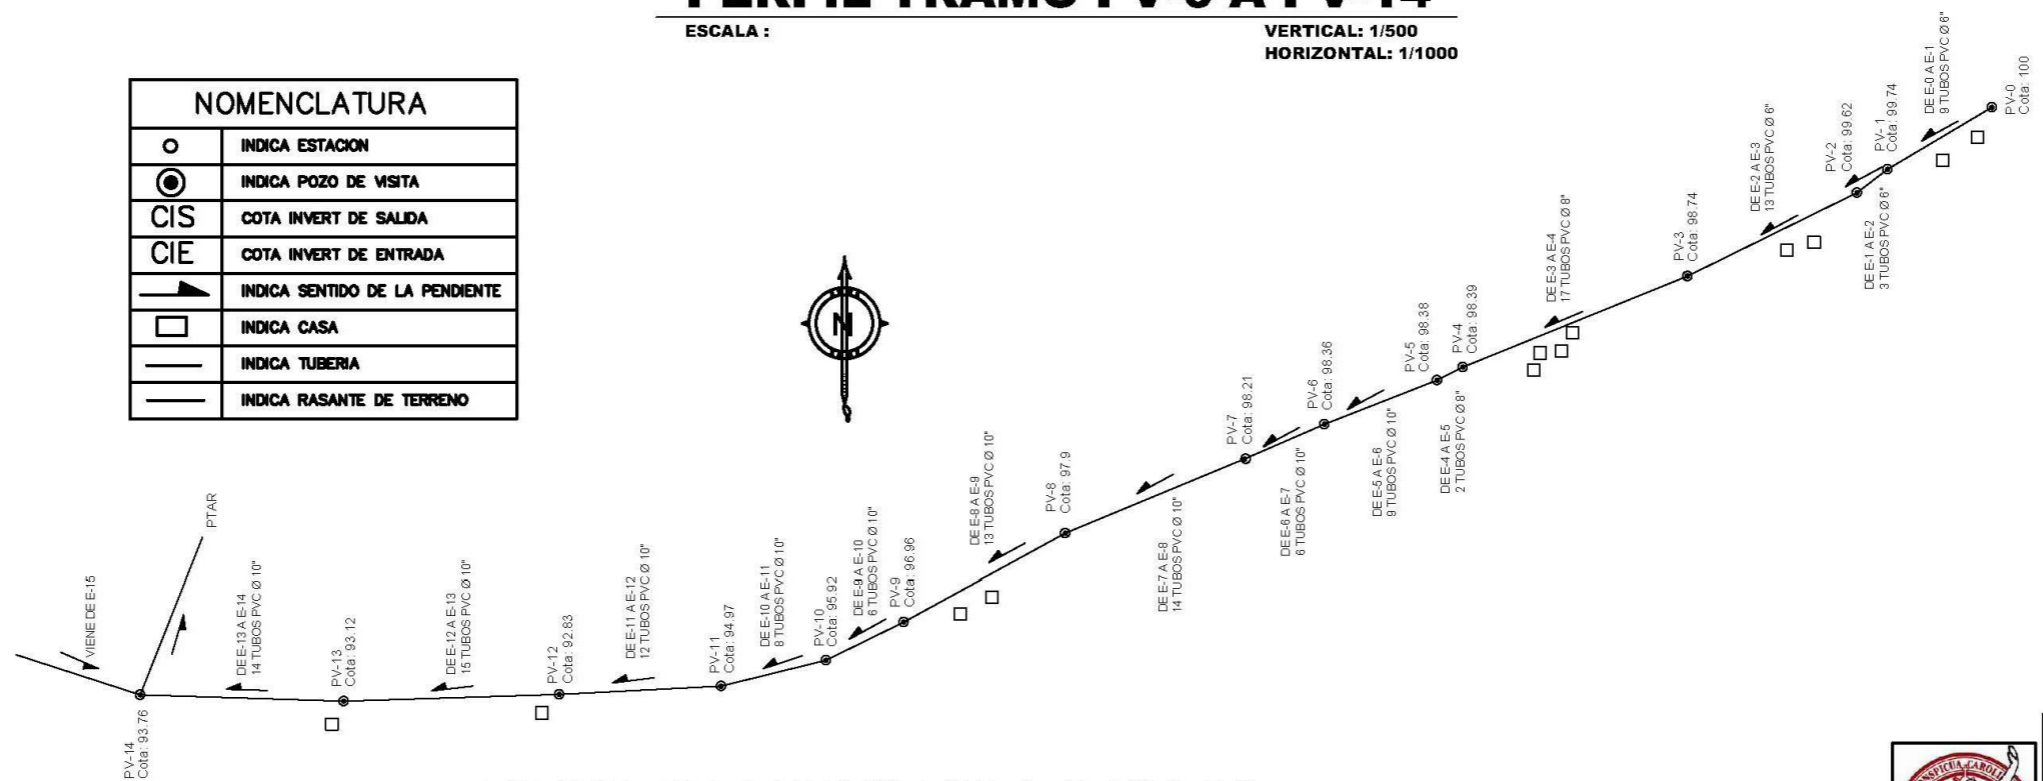 PERFIL TRAMO PV-0 A PV-14
ESCALA :
VERTICAL: 1/500
HORIZONTAL: 1/1000
NOMENCLATURA
INDICA ESTACION
INDICA POZO DE VISITA
CIS COTA INVERT DE SALIDA
CIE COTA INVERT DE ENTRADA
INDICA SENTIDO DE LA PENDIENTE
INDICA CASA
INDICA TUBERIA
INDICA RASANTE DE TERRENO
N
VIENE DE E-15
PTAR
PV-14
Cota: 93.76
DE E-13 A E-14
14 TUBOS PVC Ø 10"
PV-13
Cota: 93.12
DE E-12 A E-13
15 TUBOS PVC Ø 10"
PV-12
Cota: 92.83
DE E-11 A E-12
12 TUBOS PVC Ø 10"
PV-11
Cota: 94.97
DE E-10 A E-11
8 TUBOS PVC Ø 10"
PV-10
Cota: 95.92
DE E-9 A E-10
6 TUBOS PVC Ø 10"
PV-9
Cota: 96.96
DE E-8 A E-9
13 TUBOS PVC Ø 10"
PV-8
Cota: 97.9
DE E-7 A E-8
14 TUBOS PVC Ø 10"
PV-7
Cota: 98.21
DE E-6 A E-7
6 TUBOS PVC Ø 10"
PV-6
Cota: 98.36
DE E-5 A E-6
9 TUBOS PVC Ø 10"
PV-5
Cota: 98.38
DE E-4 A E-5
2 TUBOS PVC Ø 8"
PV-4
Cota: 98.39
DE E-3 A E-4
17 TUBOS PVC Ø 8"
PV-3
Cota: 98.74
DE E-2 A E-3
13 TUBOS PVC Ø 6"
PV-2
Cota: 99.62
DE E-1 A E-2
3 TUBOS PVC Ø 6"
PV-1
Cota: 99.74
DE E-0 A E-1
9 TUBOS PVC Ø 6"
PV-0
Cota: 100